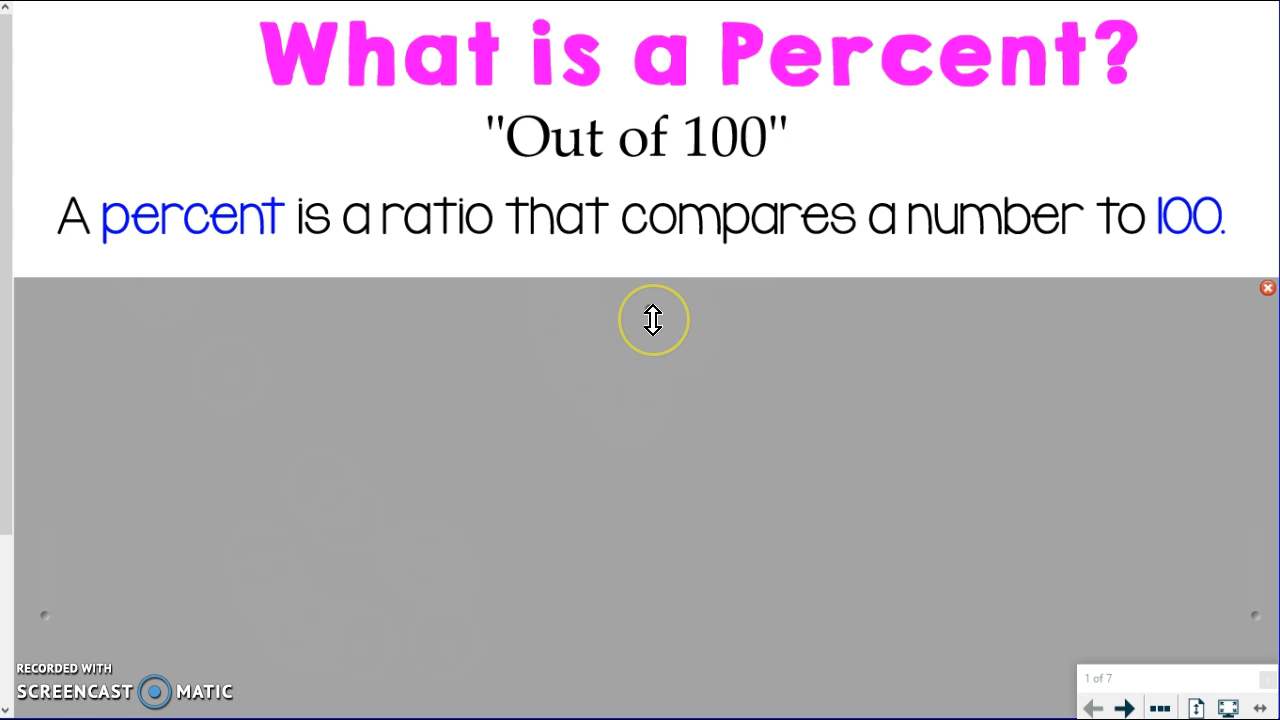 What is a Percent?
"Out of 100"
A percent is a ratio that compares a number to 100.
RECORDED WITH
SCREENCAST MATIC
1 of 7